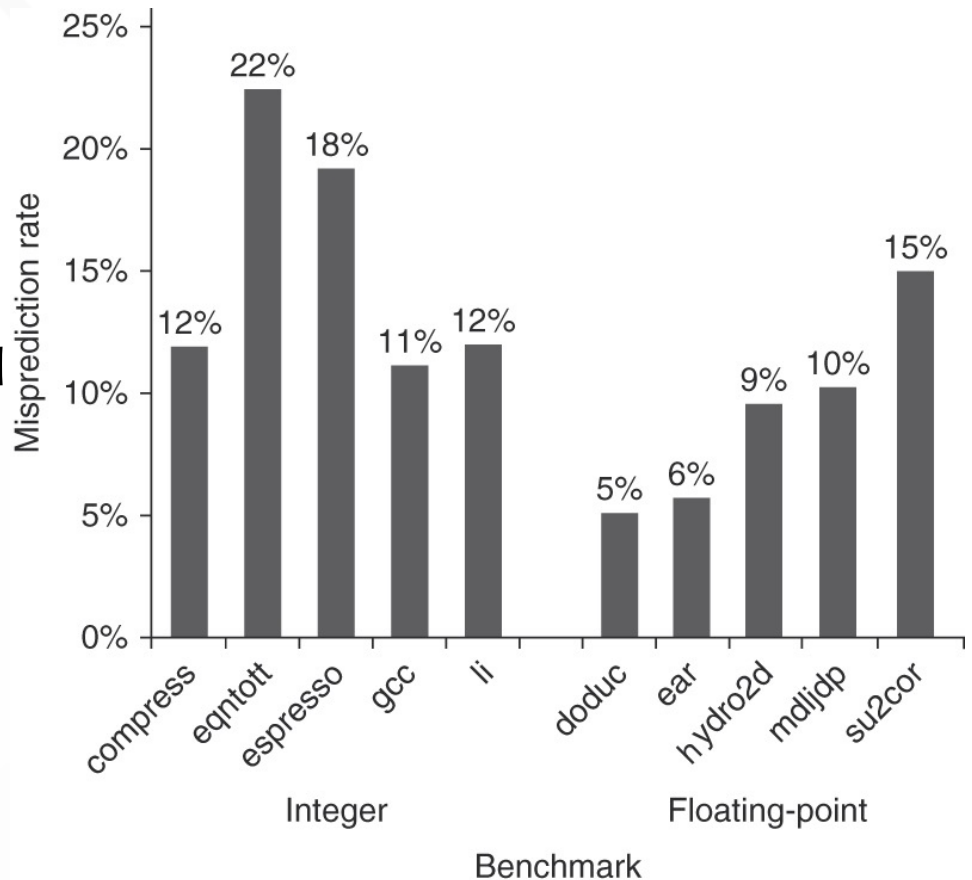 25%
20%
15%
10%
5%
0%
Misprediction rate
12%
22%
18%
11%
12%
5%
6%
9%
10%
15%
compress
eqntott
espresso
gcc
li
doduc
ear
hydro2d
mdljdp
su2cor
Integer
Floating-point
Benchmark